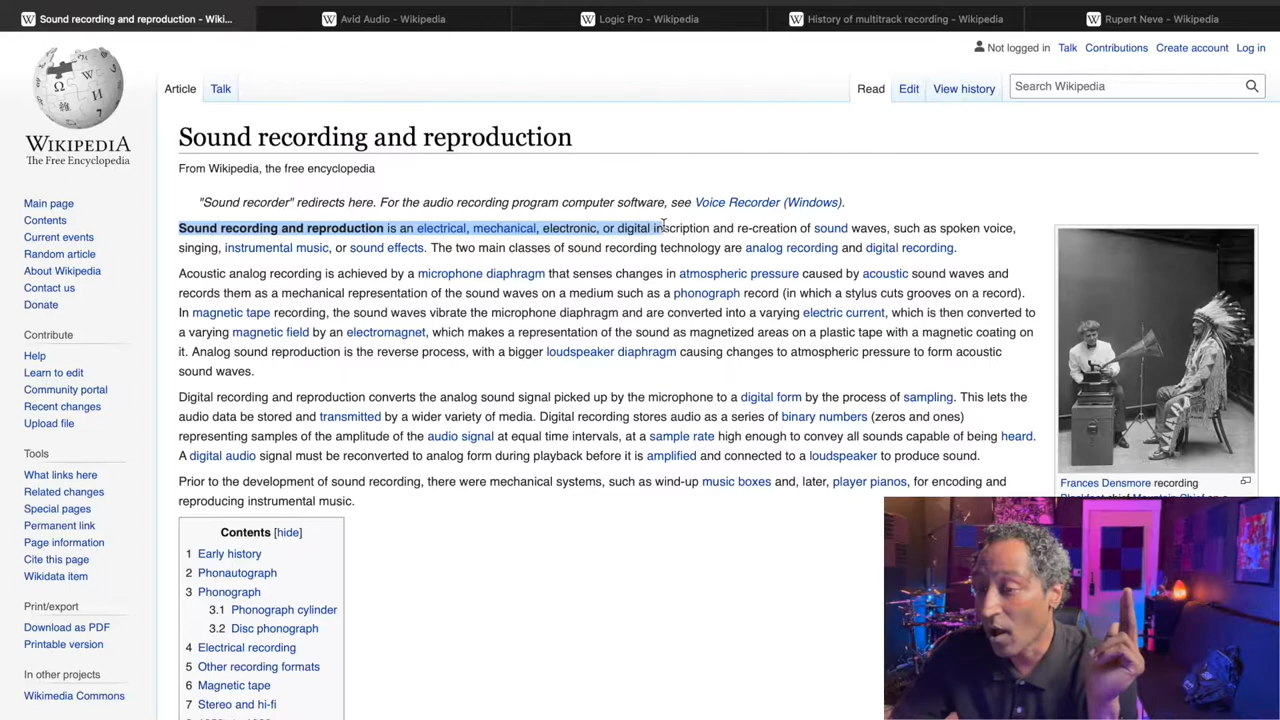 Sound recording and reproduction - Wiki...
Avid Audio - Wikipedia
Logic Pro - Wikipedia
History of multitrack recording - Wikipedia
Rupert Neve - Wikipedia
Not logged in Talk Contributions Create account Log in
Article Talk
Read Edit View history
Search Wikipedia
WIKIPEDIA
The Free Encyclopedia
Main page
Contents
Current events
Random article
About Wikipedia
Contact us
Donate
Contribute
Help
Learn to edit
Community portal
Recent changes
Upload file
Tools
What links here
Related changes
Special pages
Permanent link
Page information
Cite this page
Wikidata item
Print/export
Download as PDF
Printable version
In other projects
Wikimedia Commons
Sound recording and reproduction
From Wikipedia, the free encyclopedia
"Sound recorder" redirects here. For the audio recording program computer software, see Voice Recorder (Windows).
Sound recording and reproduction is an electrical, mechanical, electronic, or digital inscription and re-creation of sound waves, such as spoken voice,
singing, instrumental music, or sound effects. The two main classes of sound recording technology are analog recording and digital recording.
Acoustic analog recording is achieved by a microphone diaphragm that senses changes in atmospheric pressure caused by acoustic sound waves and
records them as a mechanical representation of the sound waves on a medium such as a phonograph record (in which a stylus cuts grooves on a record).
In magnetic tape recording, the sound waves vibrate the microphone diaphragm and are converted into a varying electric current, which is then converted to
a varying magnetic field by an electromagnet, which makes a representation of the sound as magnetized areas on a plastic tape with a magnetic coating on
it. Analog sound reproduction is the reverse process, with a bigger loudspeaker diaphragm causing changes to atmospheric pressure to form acoustic
sound waves.
Digital recording and reproduction converts the analog sound signal picked up by the microphone to a digital form by the process of sampling. This lets the
audio data be stored and transmitted by a wider variety of media. Digital recording stores audio as a series of binary numbers (zeros and ones)
representing samples of the amplitude of the audio signal at equal time intervals, at a sample rate high enough to convey all sounds capable of being heard.
A digital audio signal must be reconverted to analog form during playback before it is amplified and connected to a loudspeaker to produce sound.
Prior to the development of sound recording, there were mechanical systems, such as wind-up music boxes and, later, player pianos, for encoding and
reproducing instrumental music.
Contents [hide]
1 Early history
2 Phonautograph
3 Phonograph
3.1 Phonograph cylinder
3.2 Disc phonograph
4 Electrical recording
5 Other recording formats
6 Magnetic tape
7 Stereo and hi-fi
Frances Densmore recording